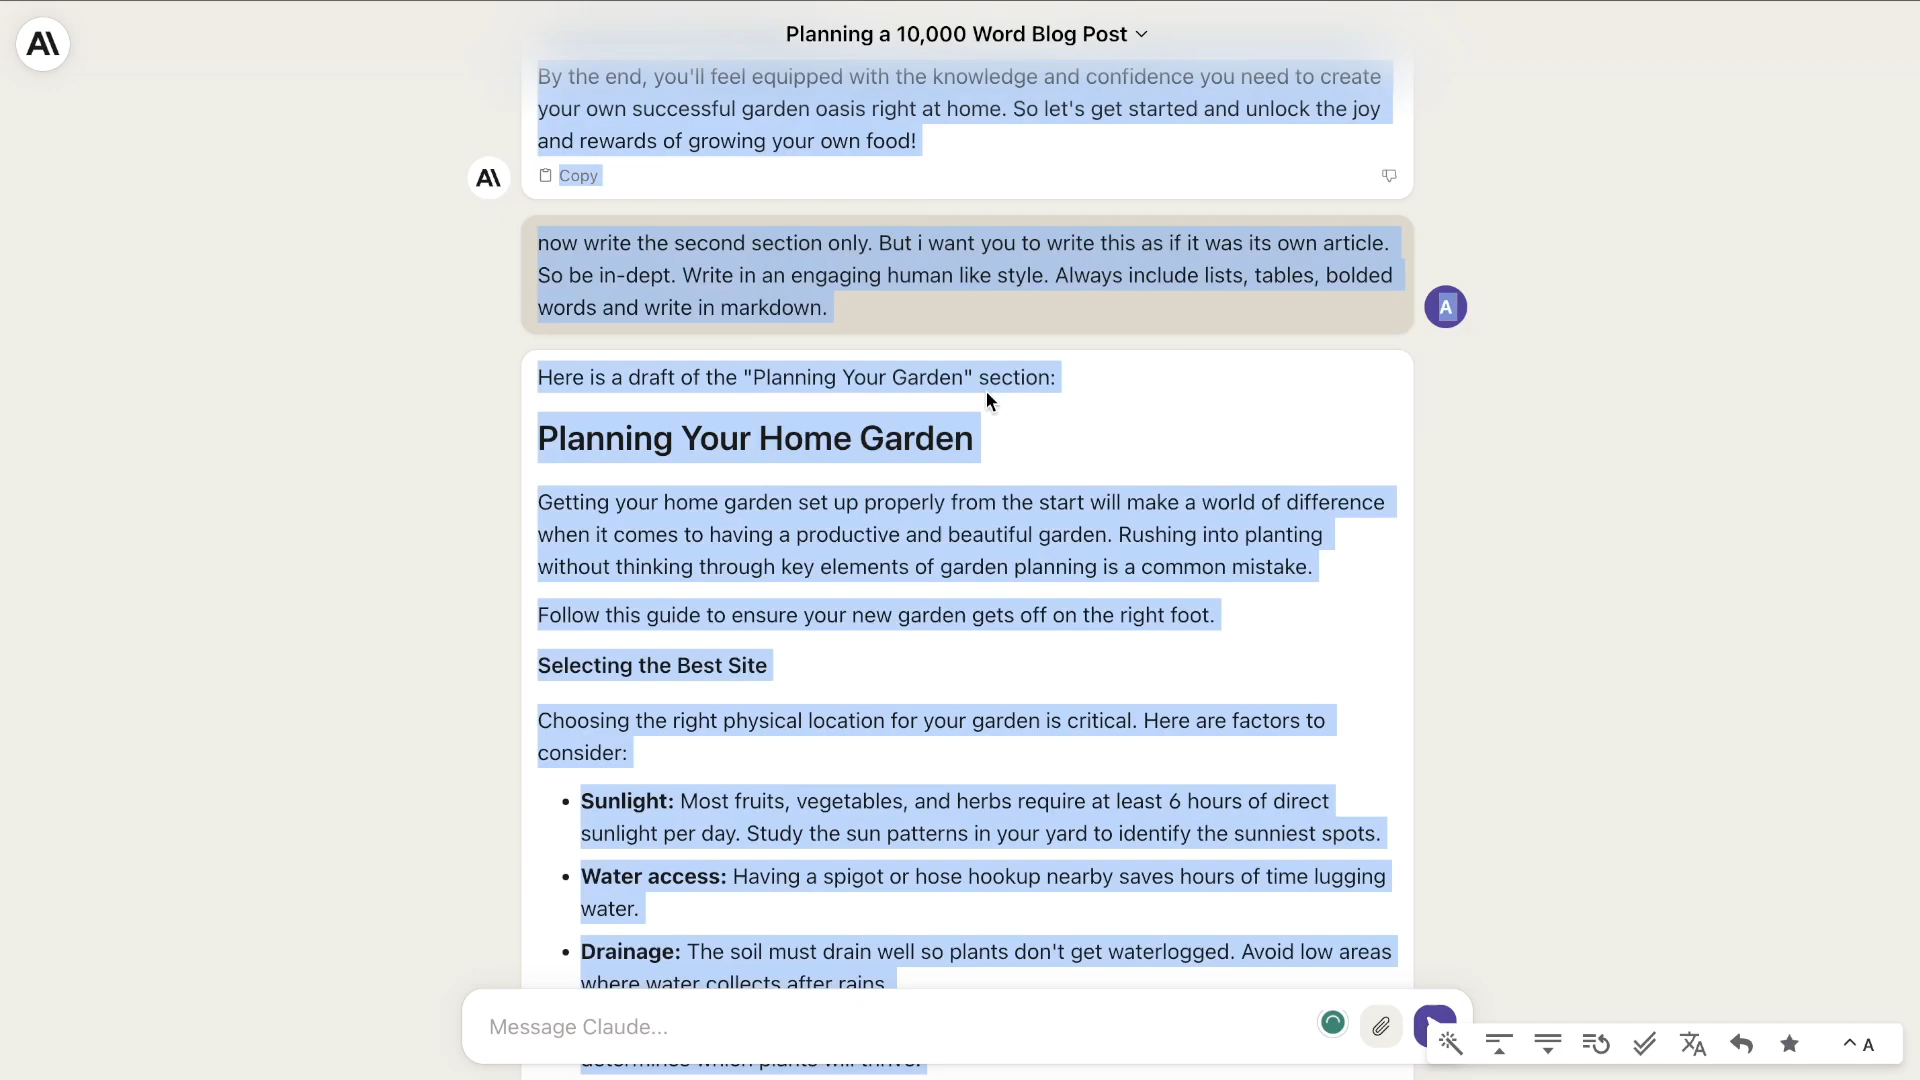 Planning a 10,000 Word Blog Post
By the end, you'll feel equipped with the knowledge and confidence you need to create
your own successful garden oasis right at home. So let's get started and unlock the joy
and rewards of growing your own food!
Copy
now write the second section only. But i want you to write this as if it was its own article.
So be in-dept. Write in an engaging human like style. Always include lists, tables, bolded
words and write in markdown.
A
Here is a draft of the "Planning Your Garden" section:
Planning Your Home Garden
Getting your home garden set up properly from the start will make a world of difference
when it comes to having a productive and beautiful garden. Rushing into planting
without thinking through key elements of garden planning is a common mistake.
Follow this guide to ensure your new garden gets off on the right foot.
Selecting the Best Site
Choosing the right physical location for your garden is critical. Here are factors to
consider:
• Sunlight: Most fruits, vegetables, and herbs require at least 6 hours of direct
sunlight per day. Study the sun patterns in your yard to identify the sunniest spots.
• Water access: Having a spigot or hose hookup nearby saves hours of time lugging
water.
• Drainage: The soil must drain well so plants don't get waterlogged. Avoid low areas
where water collects after rains.
Message Claude...
A
determines which plants will thrive.